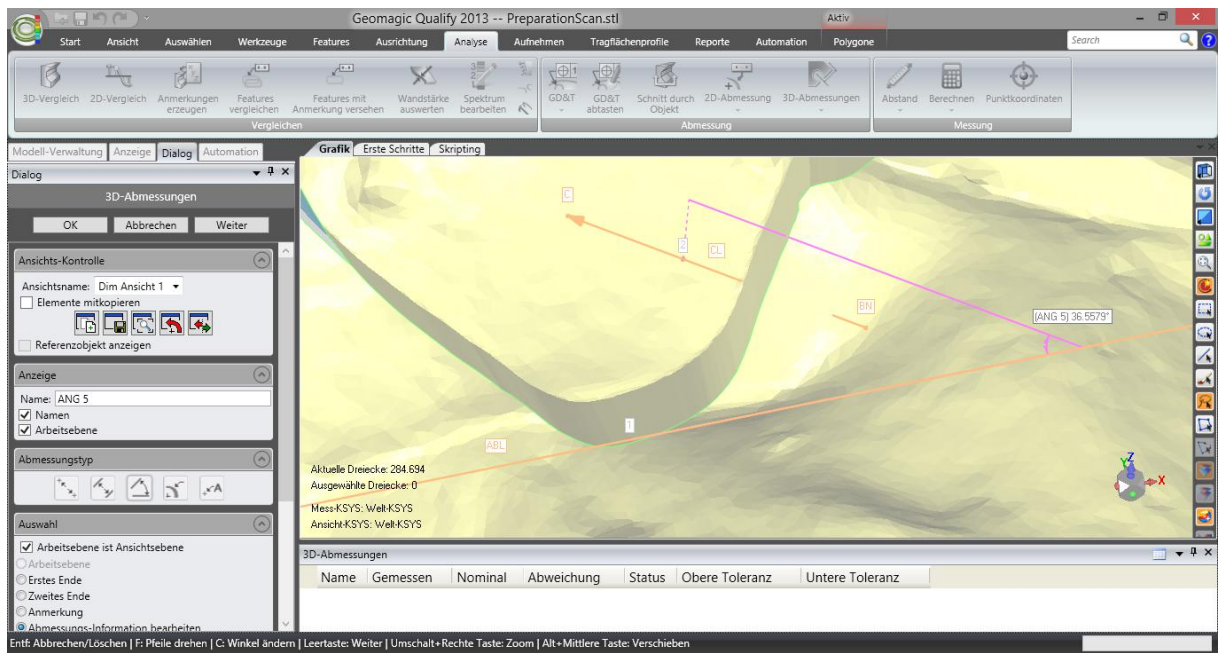 Geomagic Qualify 2013 -- PreparationScan.stl
Aktiv
Start Ansicht Auswählen Werkzeuge Features Ausrichtung Analyse Aufnehmen Tragflächenprofile Reporte Automation Polygone
Search
3D-Vergleich 2D-Vergleich Anmerkungen erzeugen Features vergleichen Features mit Anmerkung versehen Wandstärke auswerten Spektrum bearbeiten GD&T GD&T abtasten Schnitt durch Objekt 2D-Abmessung 3D-Abmessungen Abstand Berechnen Punktkoordinaten
Vergleichen Abmessung Messung
Modell-Verwaltung Anzeige Dialog Automation
Grafik Erste Schritte Skripting
Dialog
3D-Abmessungen
OK Abbrechen Weiter
Ansichts-Kontrolle
Ansichtsname: Dim Ansicht 1
Elemente mitkopieren
Referenzobjekt anzeigen
Anzeige
Name: ANG 5
Namen
Arbeitsebene
Abmessungstyp
Auswahl
Arbeitsebene ist Ansichtsebene
Arbeitsebene
Erstes Ende
Zweites Ende
Anmerkung
Abmessungs-Information bearbeiten
C
2
CL
BN
[ANG 5] 36.5579°
1
ABL
Aktuelle Dreiecke: 284.694
Ausgewählte Dreiecke: 0
Mess-KSYS: Welt-KSYS
Ansicht-KSYS: Welt-KSYS
Y Z
X
3D-Abmessungen
Name Gemessen Nominal Abweichung Status Obere Toleranz Untere Toleranz
Entf: Abbrechen/Löschen | F: Pfeile drehen | C: Winkel ändern | Leertaste: Weiter | Umschalt+Rechte Taste: Zoom | Alt+Mittlere Taste: Verschieben